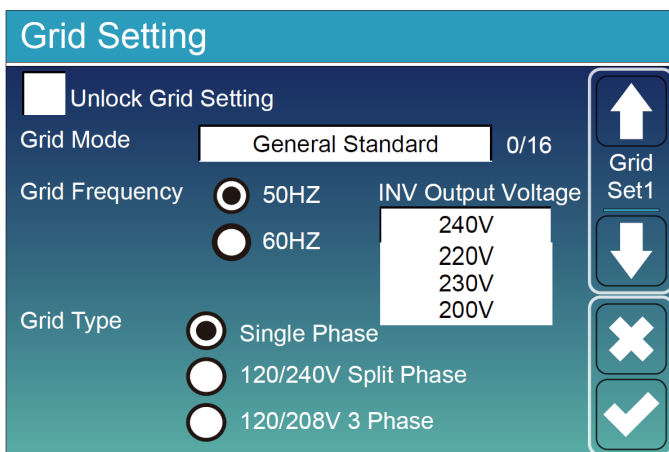 Grid Setting
Unlock Grid Setting
Grid Mode
General Standard
0/16
Grid Frequency
50HZ
60HZ
INV Output Voltage
240V
220V
230V
200V
Grid Type
Single Phase
120/240V Split Phase
120/208V 3 Phase
Grid
Set1